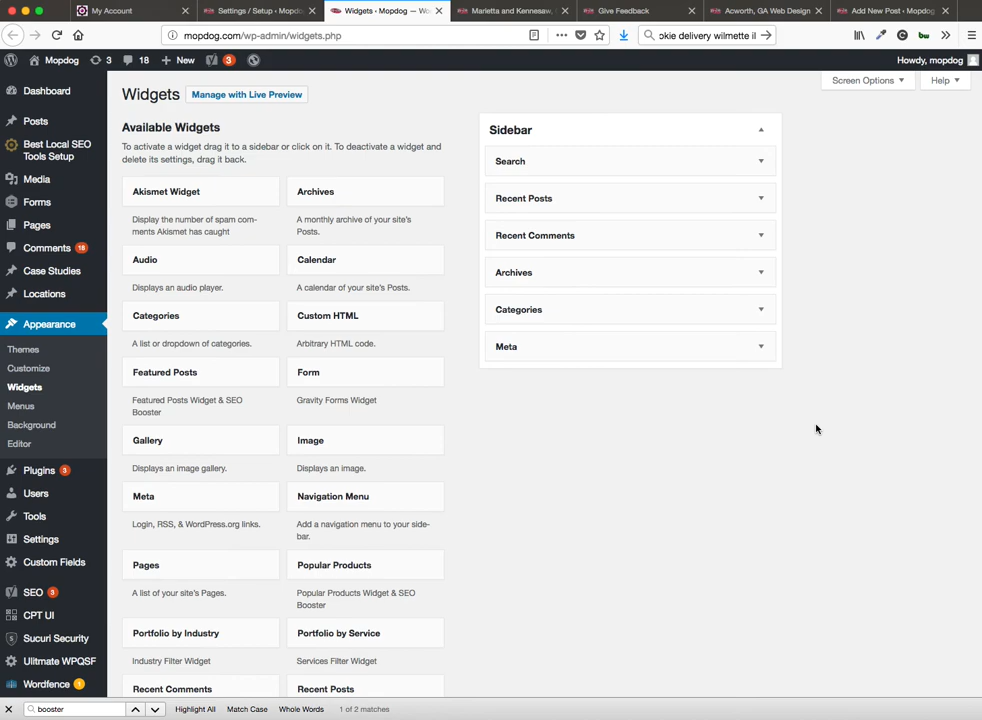 My Account
Settings / Setup ‹ Mopdog
Widgets ‹ Mopdog — Wo
Marietta and Kennesaw,
Give Feedback
Acworth, GA Web Design
Add New Post ‹ Mopdog
mopdog.com/wp-admin/widgets.php
okie delivery wilmette il
Mopdog 3 18 New 3
Howdy, mopdog
Screen Options Help
Dashboard
Posts
Best Local SEO
Tools Setup
Media
Forms
Pages
Comments 18
Case Studies
Locations
Appearance
Themes
Customize
Widgets
Menus
Background
Editor
Plugins 3
Users
Tools
Settings
Custom Fields
SEO 3
CPT UI
Sucuri Security
Ulitmate WPQSF
Wordfence 1
Widgets
Manage with Live Preview
Available Widgets
To activate a widget drag it to a sidebar or click on it. To deactivate a widget and
delete its settings, drag it back.
Akismet Widget
Display the number of spam com-
ments Akismet has caught
Archives
A monthly archive of your site's
Posts.
Audio
Displays an audio player.
Calendar
A calendar of your site's Posts.
Categories
A list or dropdown of categories.
Custom HTML
Arbitrary HTML code.
Featured Posts
Featured Posts Widget & SEO
Booster
Form
Gravity Forms Widget
Gallery
Displays an image gallery.
Image
Displays an image.
Meta
Login, RSS, & WordPress.org links.
Navigation Menu
Add a navigation menu to your side-
bar.
Pages
A list of your site's Pages.
Popular Products
Popular Products Widget & SEO
Booster
Portfolio by Industry
Industry Filter Widget
Portfolio by Service
Services Filter Widget
Recent Comments
Recent Posts
Sidebar
Search
Recent Posts
Recent Comments
Archives
Categories
Meta
booster
Highlight All
Match Case
Whole Words
1 of 2 matches